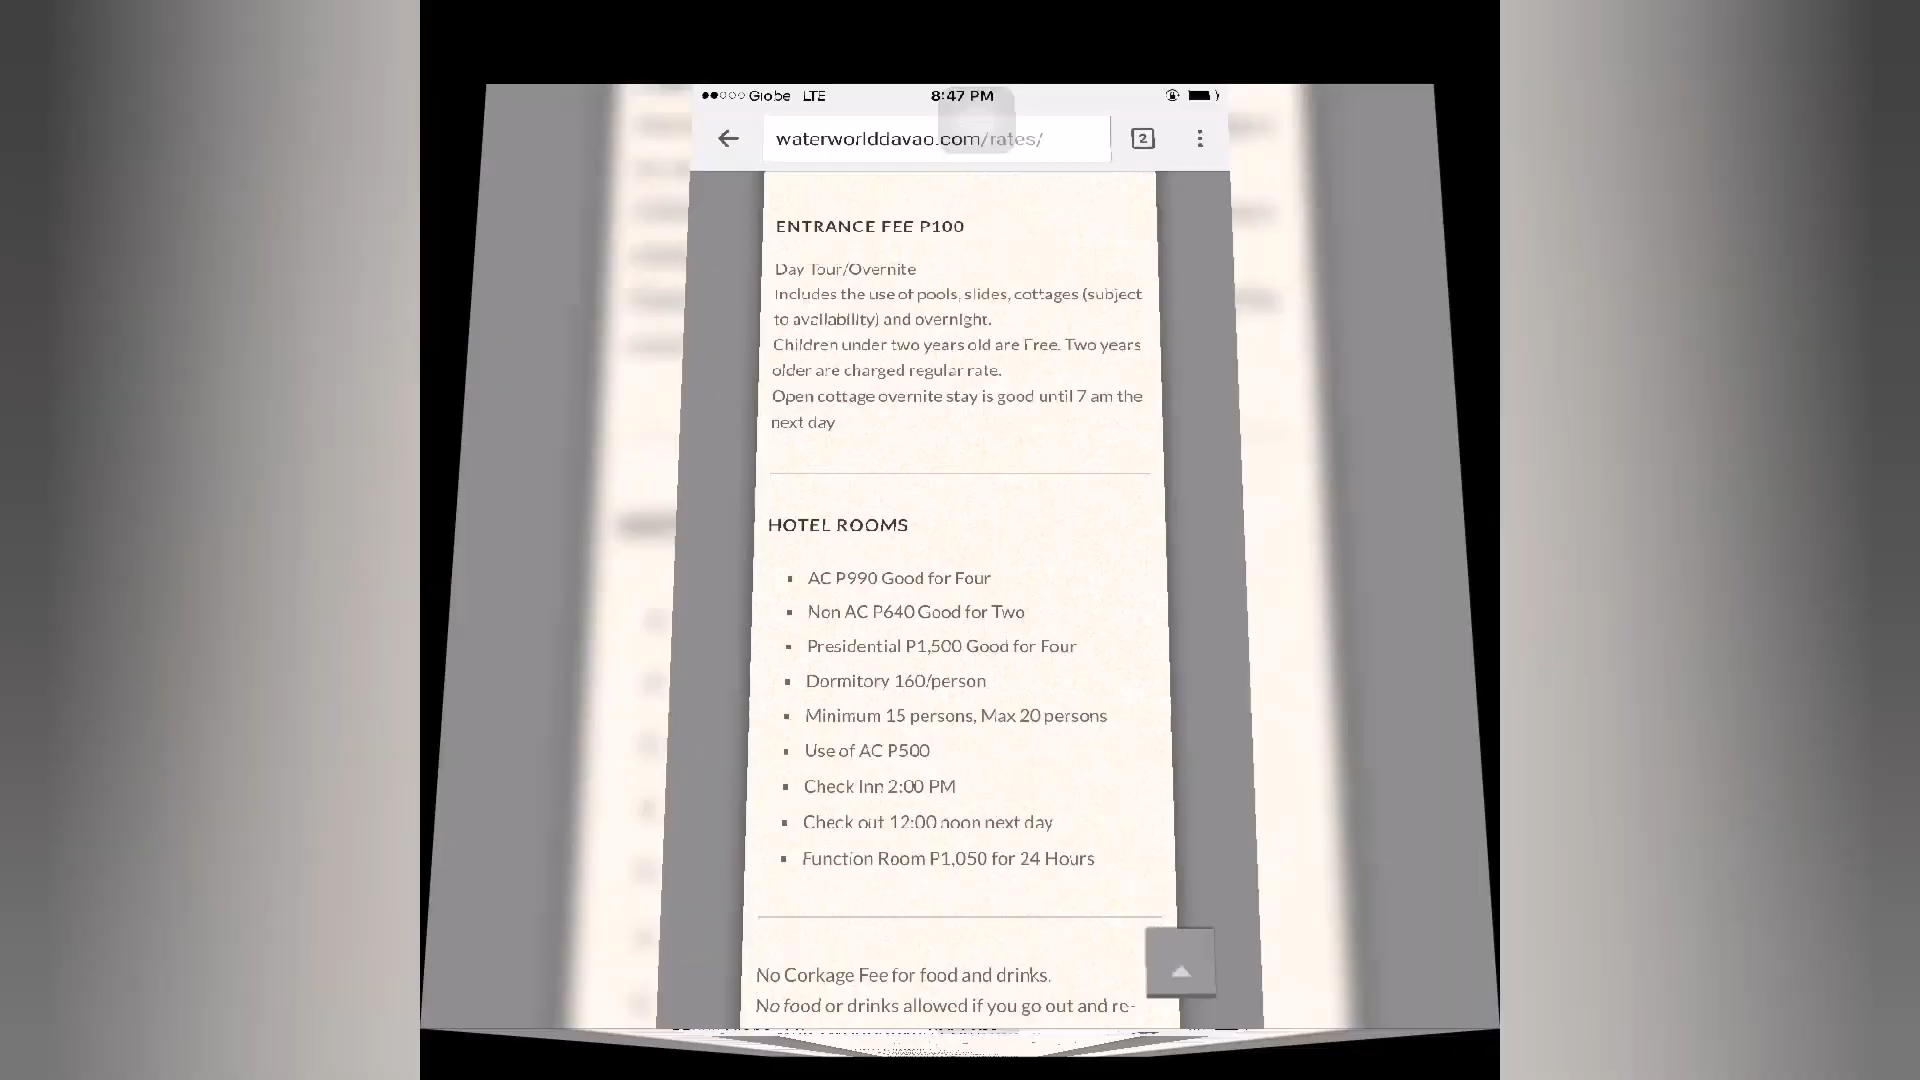 Globe LTE 8:47 PM
waterworlddavao.com/rates/ 2
ENTRANCE FEE P100
Day Tour/Overnite
Includes the use of pools, slides, cottages (subject
to availability) and overnight.
Children under two years old are Free. Two years
older are charged regular rate.
Open cottage overnite stay is good until 7 am the
next day
HOTEL ROOMS
▪ AC P990 Good for Four
▪ Non AC P640 Good for Two
▪ Presidential P1,500 Good for Four
▪ Dormitory 160/person
▪ Minimum 15 persons, Max 20 persons
▪ Use of AC P500
▪ Check Inn 2:00 PM
▪ Check out 12:00 noon next day
▪ Function Room P1,050 for 24 Hours
No Corkage Fee for food and drinks.
No food or drinks allowed if you go out and re-